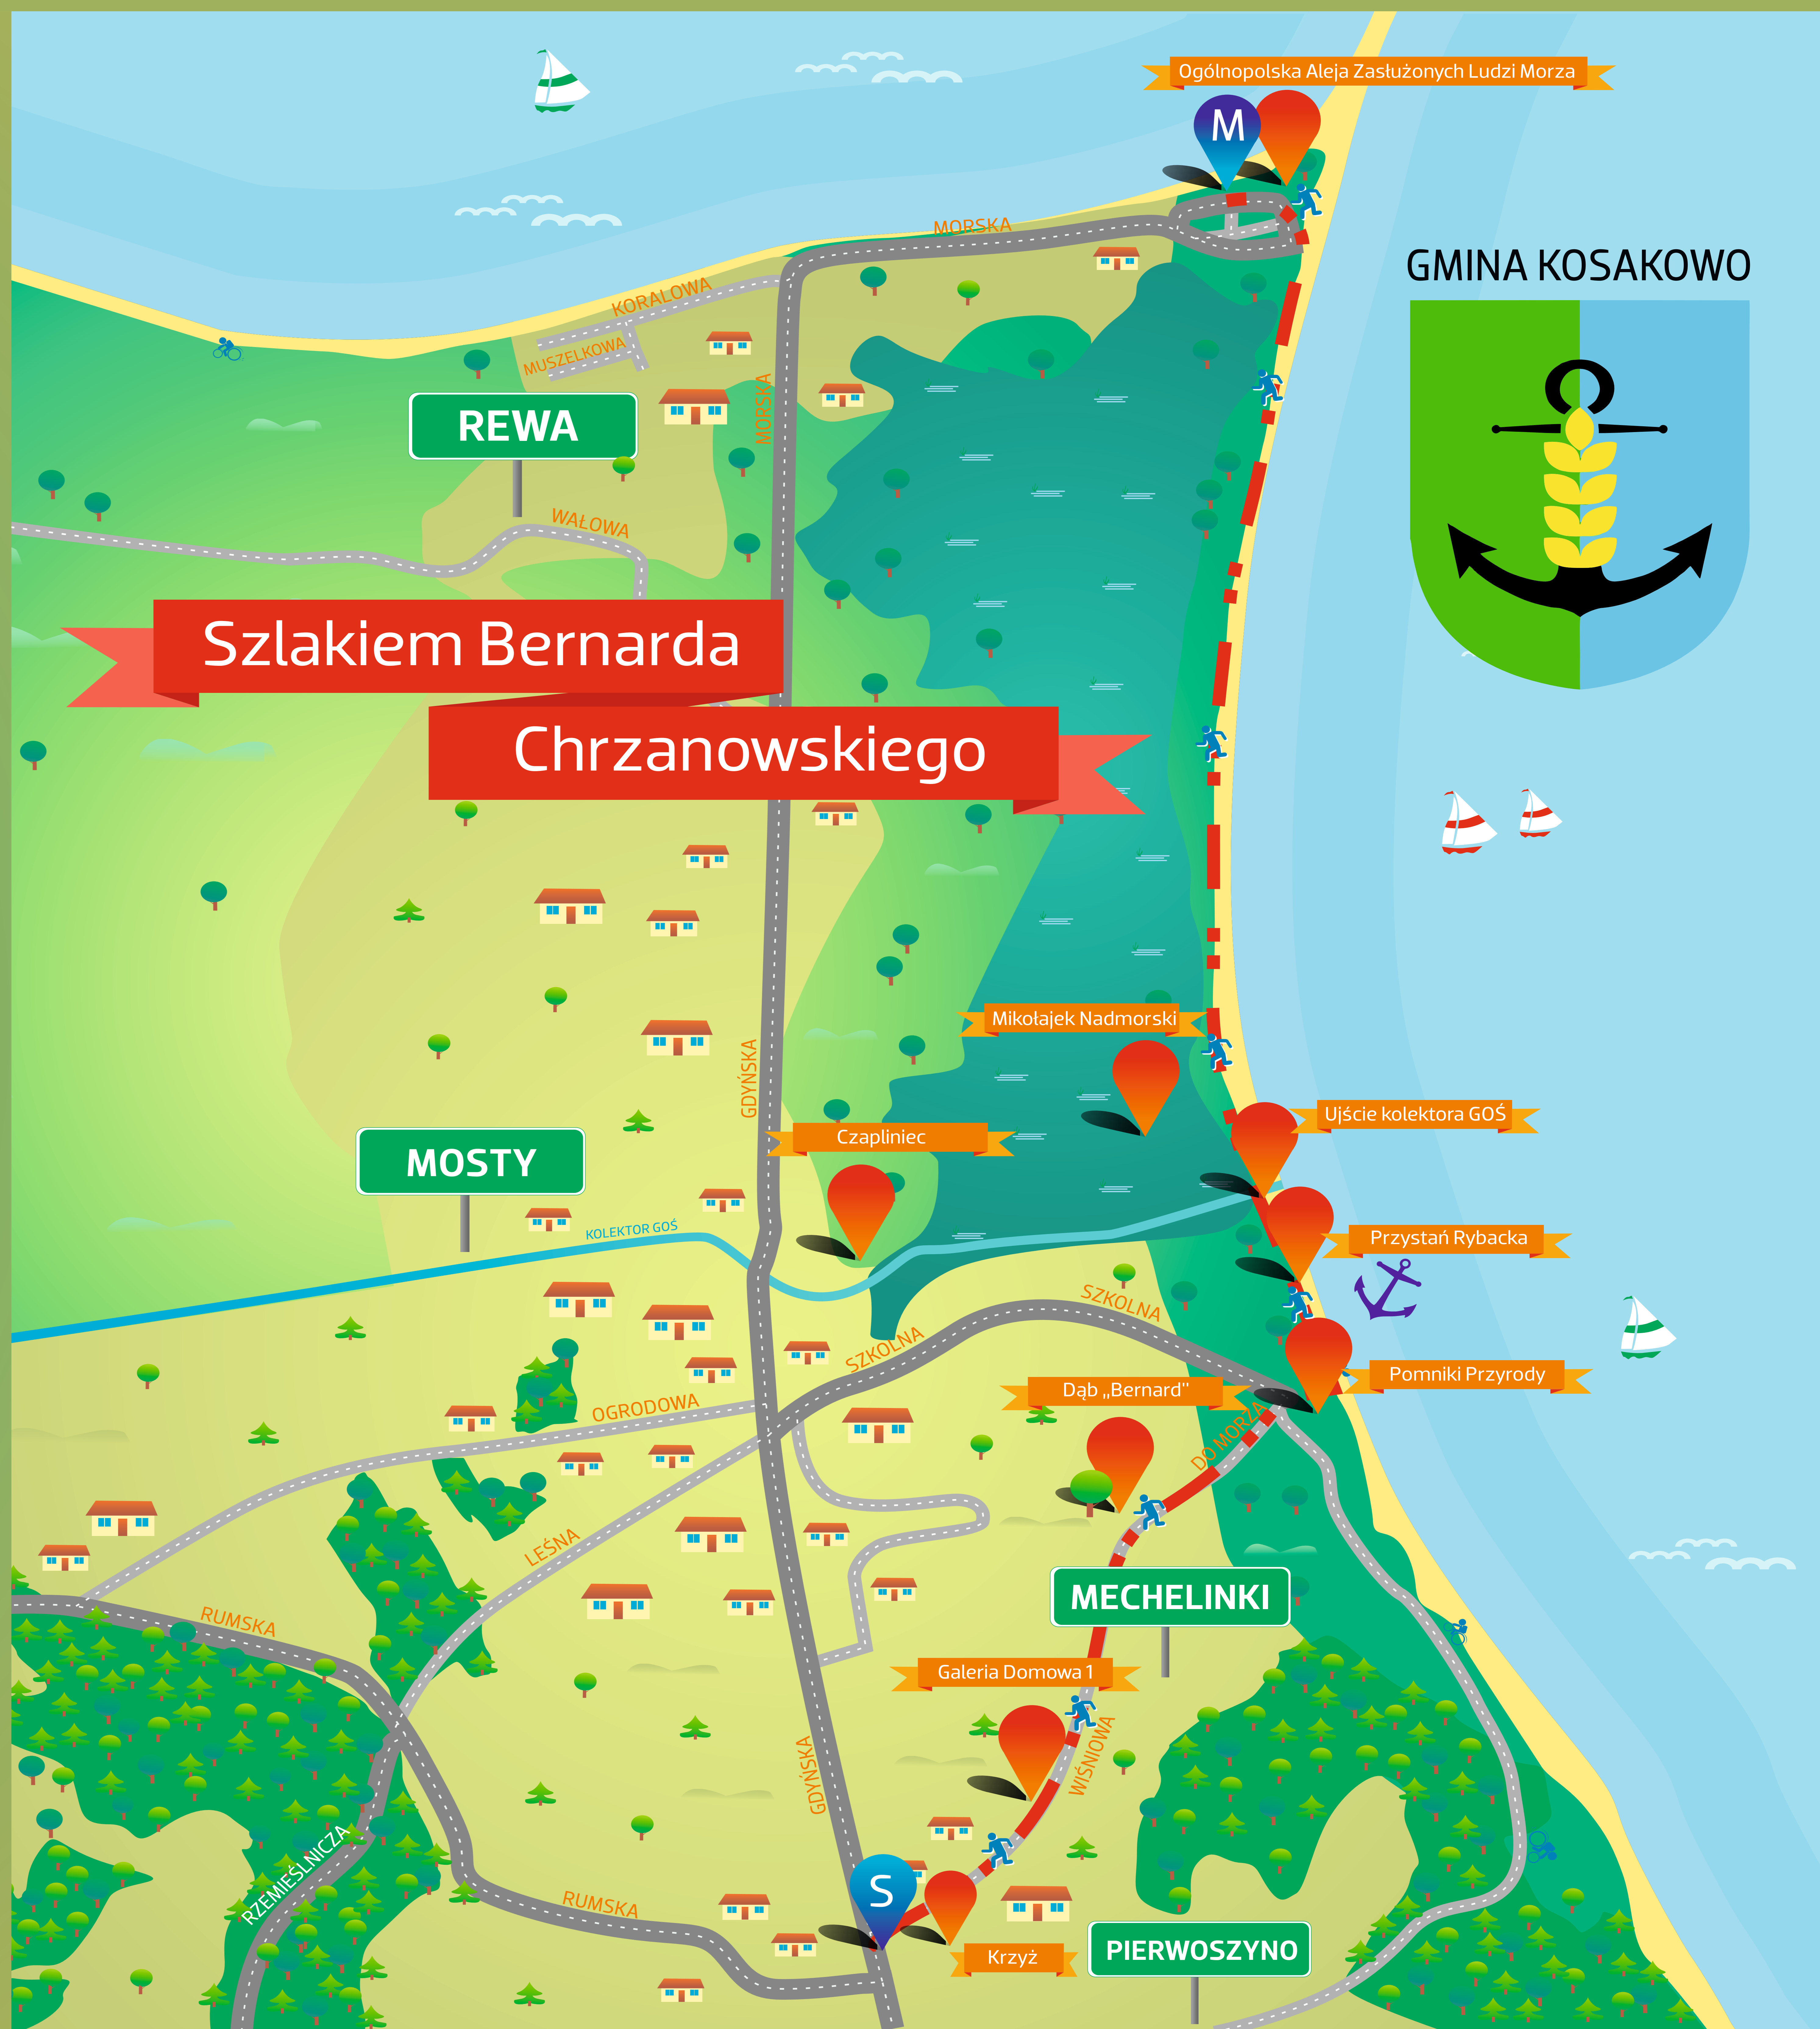 Ogólnopolska Aleja Zasłużonych Ludzi Morza
M
MORSKA
GMINA KOSAKOWO
KORALOWA
MUSZELKOWA
MORSKA
REWA
WAŁOWA
Szlakiem Bernarda
Chrzanowskiego
Mikołajek Nadmorski
GDYŃSKA
Ujście kolektora GOŚ
Czapliniec
MOSTY
KOLEKTOR GOŚ
Przystań Rybacka
SZKOLNA
SZKOLNA
Pomniki Przyrody
Dąb „Bernard"
OGRODOWA
DO MORZA
LEŚNA
MECHELINKI
RUMSKA
Galeria Domowa 1
WIŚNIOWA
GDYŃSKA
RZEMIEŚLNICZA
S
RUMSKA
Krzyż
PIERWOSZYNO